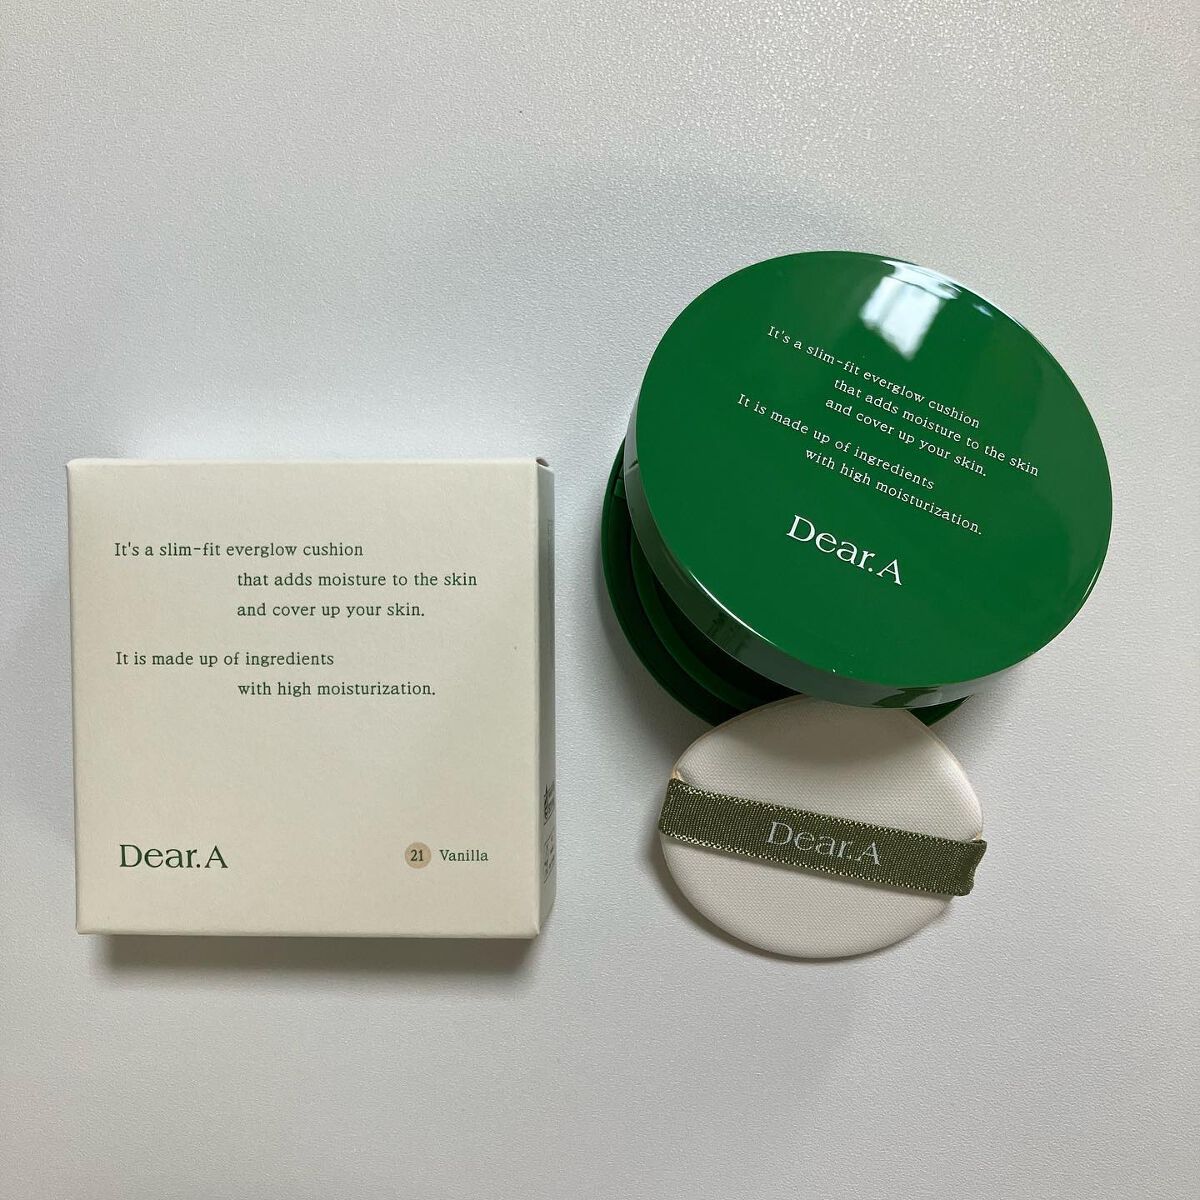 It's a slim-fit everglow cushion
that adds moisture to the skin
and cover up your skin.
It is made up of ingredients
with high moisturization.
Dear.A
21 Vanilla
It's a slim-fit everglow cushion
that adds moisture to the skin
and cover up your skin.
It is made up of ingredients
with high moisturization.
Dear.A
Dear.A